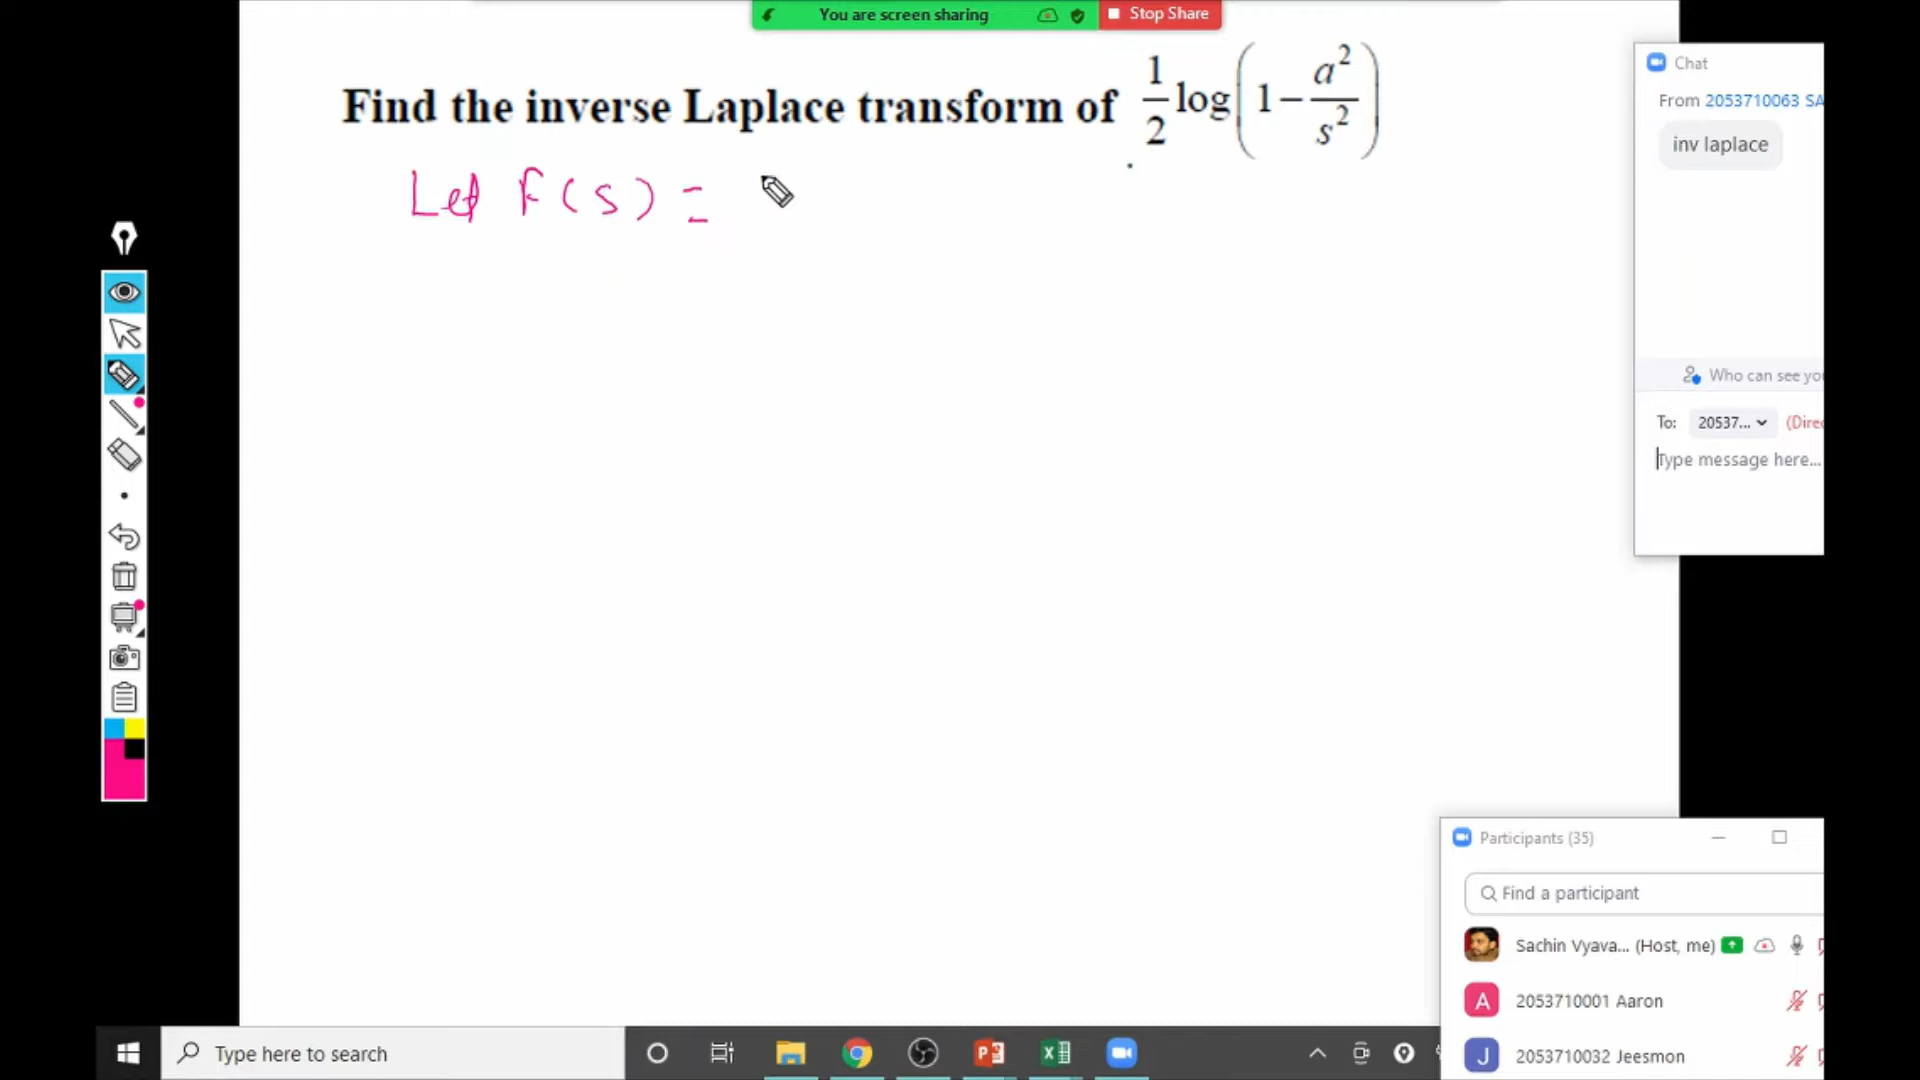 You are screen sharing
Stop Share
Find the inverse Laplace transform of 1/2 log(1 − a²/s²)
Let F(s) =
Chat
From 2053710063 SA
inv laplace
Who can see yo
To: 20537... (Dire
Type message here...
Participants (35)
Find a participant
Sachin Vyava... (Host, me)
A 2053710001 Aaron
J 2053710032 Jeesmon
Type here to search